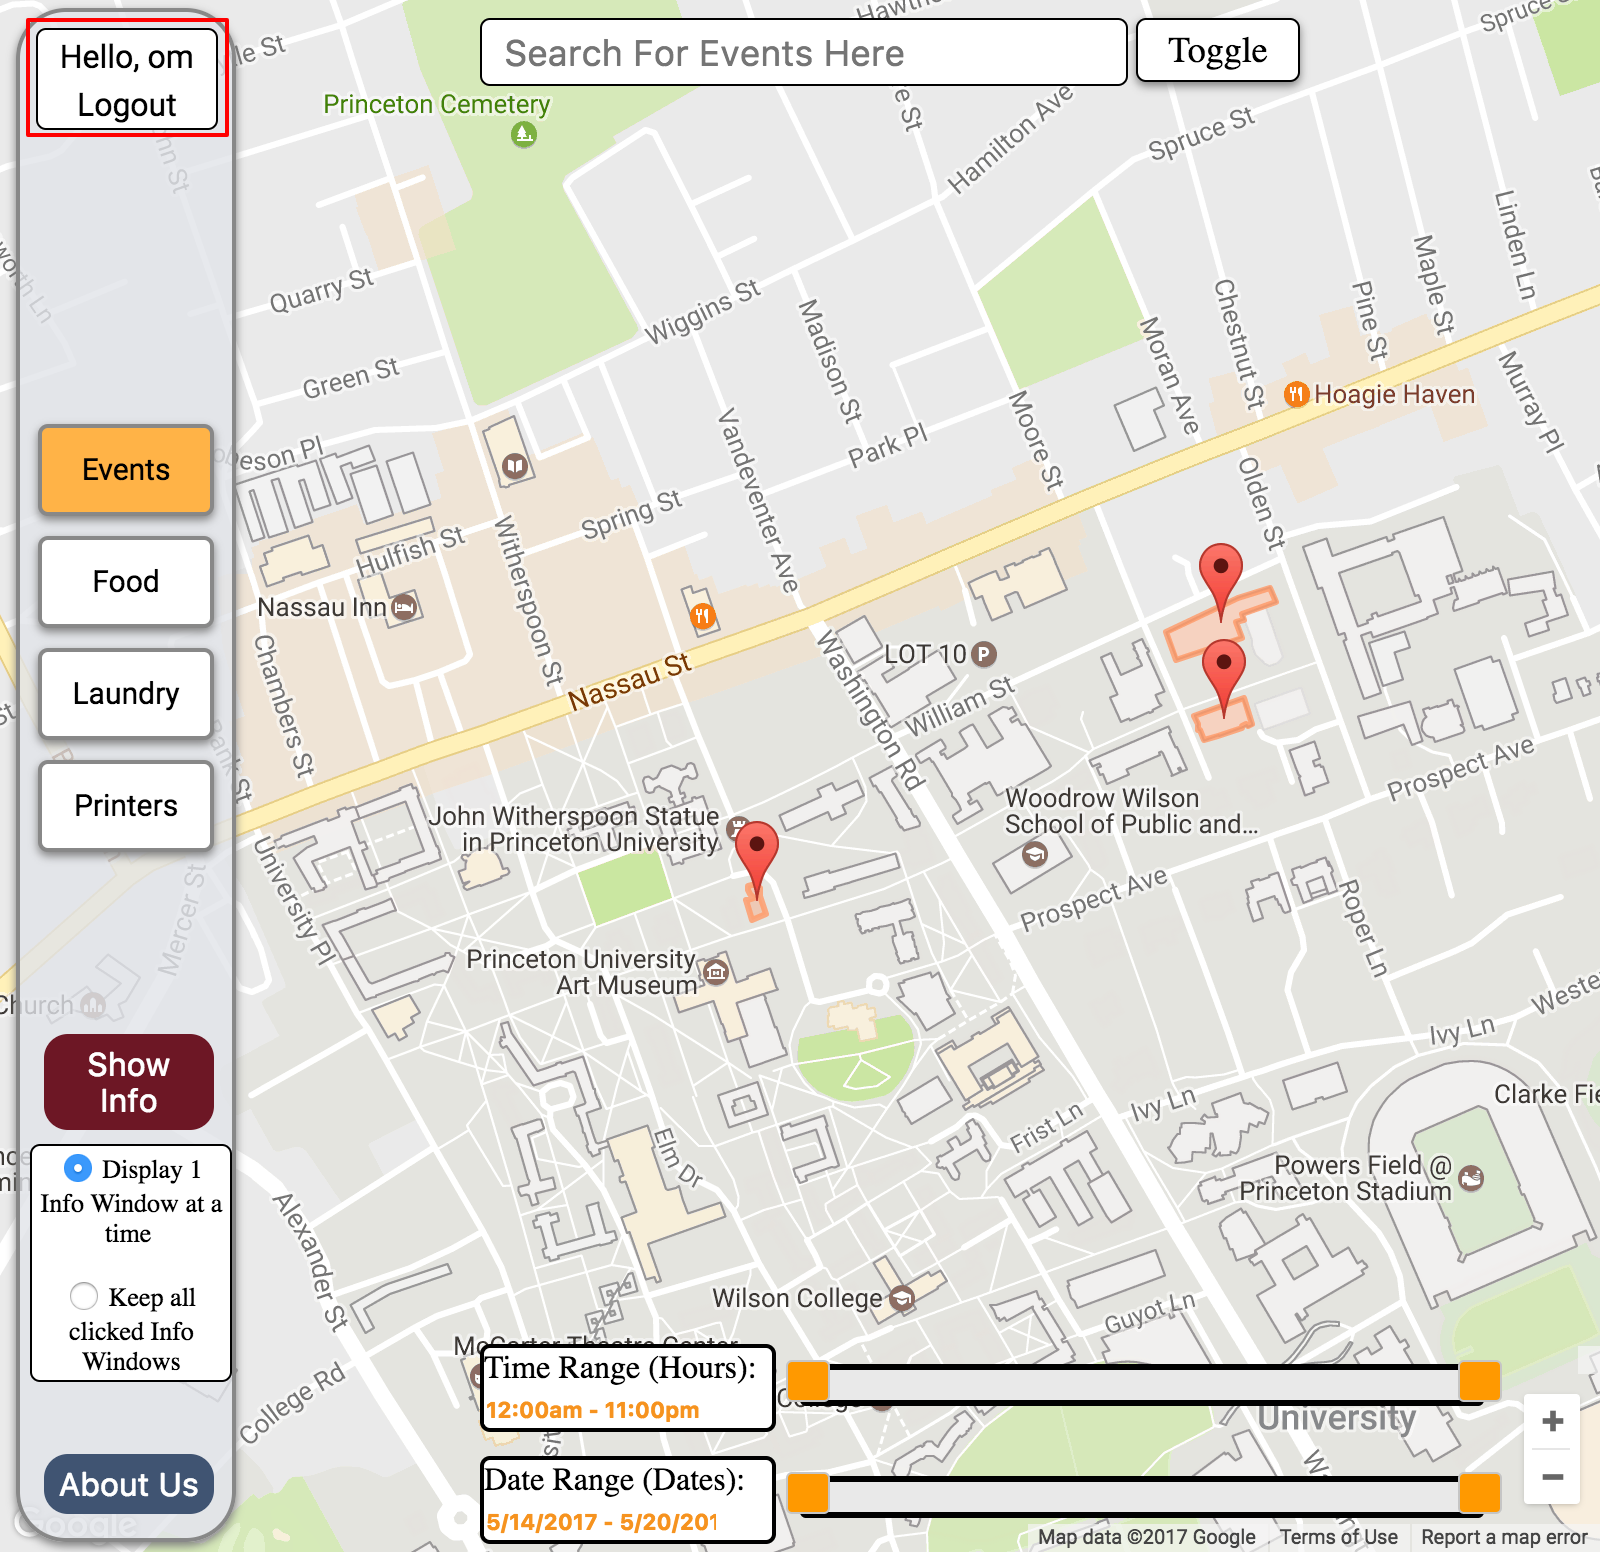 Hello, om
Logout
Search For Events Here
Toggle
Events
Food
Laundry
Printers
Show
Info
Display 1
Info Window at a
time
Keep all
clicked Info
Windows
About Us
Time Range (Hours):
12:00am - 11:00pm
Date Range (Dates):
5/14/2017 - 5/20/201
Princeton Cemetery
Spruce St
Spruce St
Hamilton Ave
Linden Ln
Maple St
Pine St
Chestnut St
Moran Ave
Murray Pl
Hoagie Haven
Quarry St
Green St
Wiggins St
Madison St
Moore St
Park Pl
Vandeventer Ave
Olden St
Spring St
Hulfish St
Witherspoon St
Nassau Inn
Chambers St
Nassau St
LOT 10
P
William St
Washington Rd
Prospect Ave
Woodrow Wilson
School of Public and...
Prospect Ave
John Witherspoon Statue
in Princeton University
University Pl
Mercer St
Bank St
Roper Ln
Princeton University
Art Museum
Church
Ivy Ln
Ivy Ln
Frist Ln
Elm Dr
Powers Field @
Princeton Stadium
Alexander St
Wilson College
Guyot Ln
McCarter Theatre Center
College Rd
University
Google
+
−
Map data ©2017 Google
Terms of Use
Report a map error